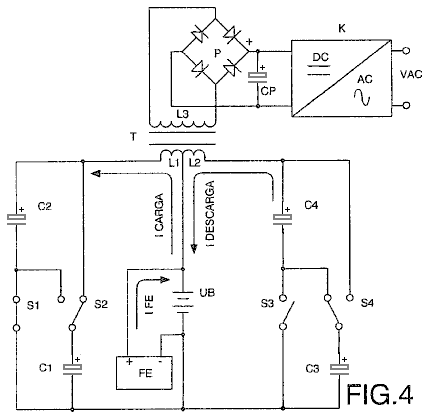 K
P
+
DC
AC
VAC
CP
L3
T
L1 L2
+
C2
I CARGA
I DESCARGA
+
C4
S1
S2
I FE
UB
S3
S4
+
C1
+ -
FE
+
C3
FIG.4